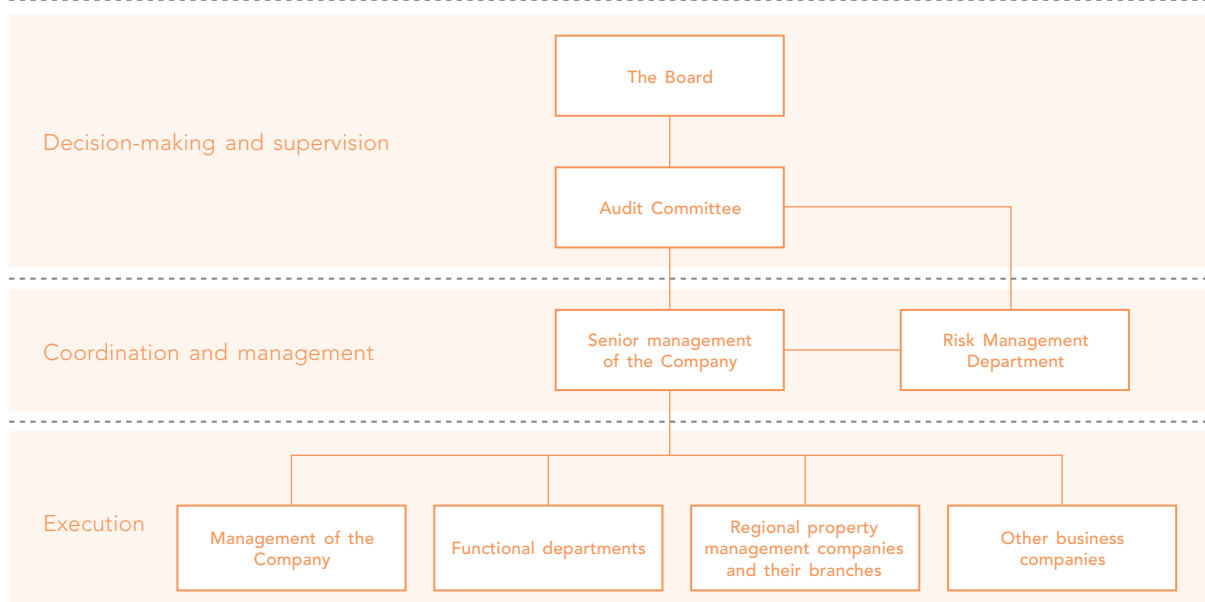 The Board
Decision-making and supervision
Audit Committee
Coordination and management
Senior management
of the Company
Risk Management
Department
Execution
Management of the
Company
Functional departments
Regional property
management companies
and their branches
Other business
companies